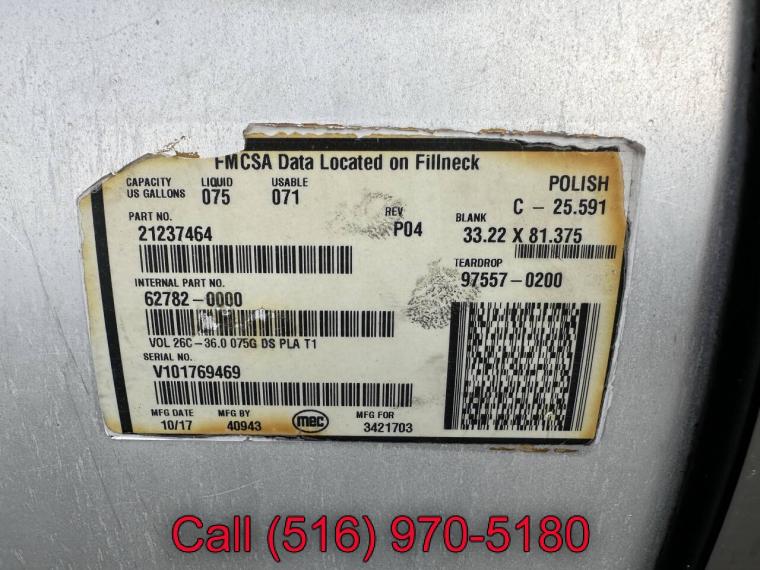 FMCSA Data Located on Fillneck
CAPACITY US GALLONS LIQUID 075 USABLE 071
POLISH
C - 25.591
PART NO.
21237464
REV
P04
BLANK
33.22 X 81.375
INTERNAL PART NO.
62782-0000
TEARDROP
97557-0200
VOL 26C-36.0 075G DS PLA T1
SERIAL NO.
V101769469
MFG DATE
10/17
MFG BY
40943
mec
MFG FOR
3421703
Call (516) 970-5180